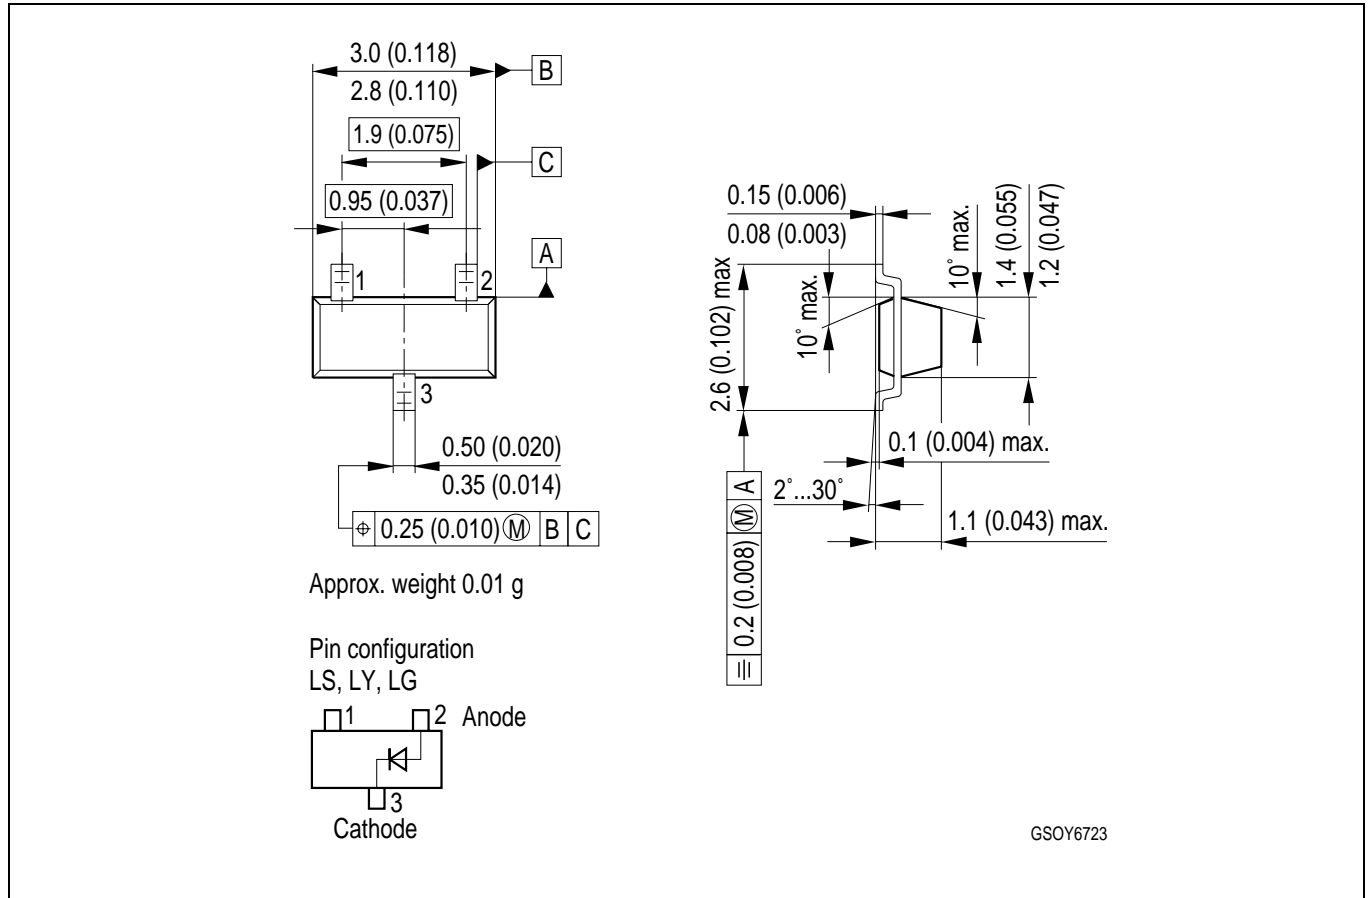 3.0 (0.118)
2.8 (0.110)
B
1.9 (0.075)
C
0.95 (0.037)
A
1
2
3
0.50 (0.020)
0.35 (0.014)
⌖ 0.25 (0.010) Ⓜ B C
0.15 (0.006)
0.08 (0.003)
2.6 (0.102) max
10˚ max.
10˚ max.
1.4 (0.055)
1.2 (0.047)
0.1 (0.004) max.
2˚...30˚
1.1 (0.043) max.
⌯ 0.2 (0.008) Ⓜ A
Approx. weight 0.01 g
Pin configuration
LS, LY, LG
1
2 Anode
3
Cathode
GSOY6723